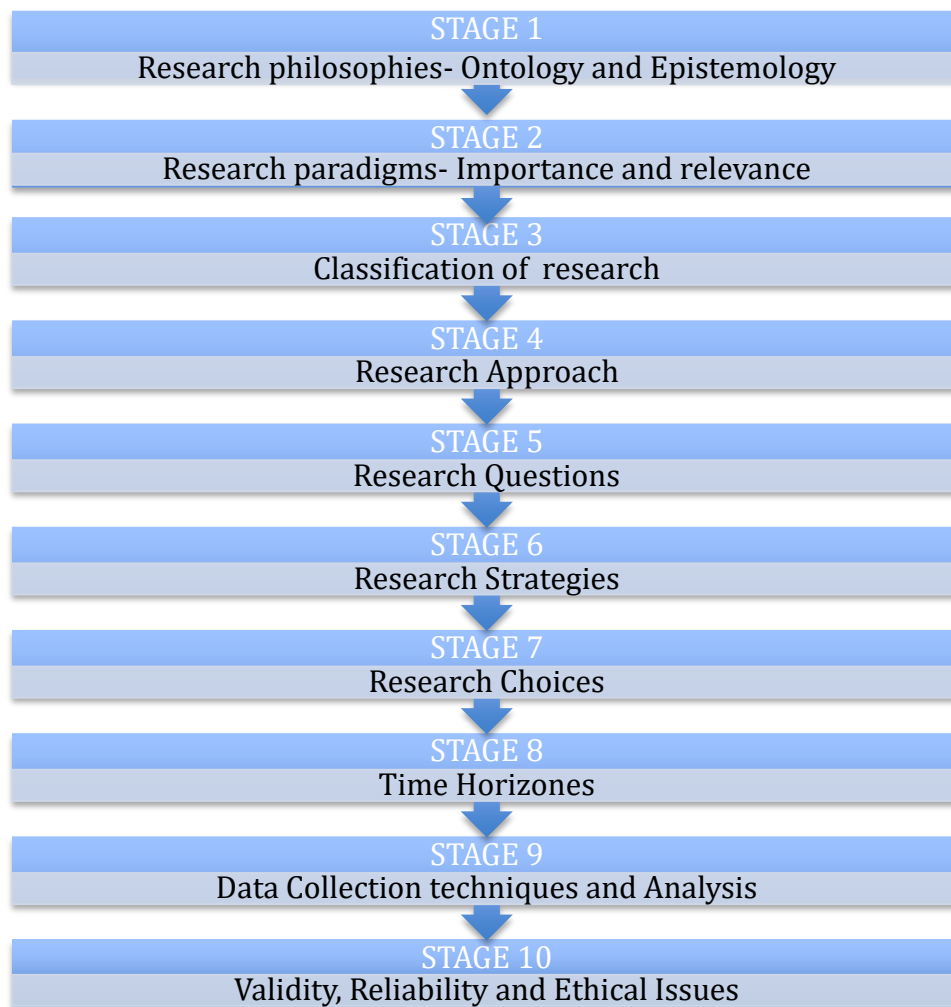 STAGE 1
Research philosophies- Ontology and Epistemology
STAGE 2
Research paradigms- Importance and relevance
STAGE 3
Classification of  research
STAGE 4
Research Approach
STAGE 5
Research Questions
STAGE 6
Research Strategies
STAGE 7
Research Choices
STAGE 8
Time Horizones
STAGE 9
Data Collection techniques and Analysis
STAGE 10
Validity, Reliability and Ethical Issues